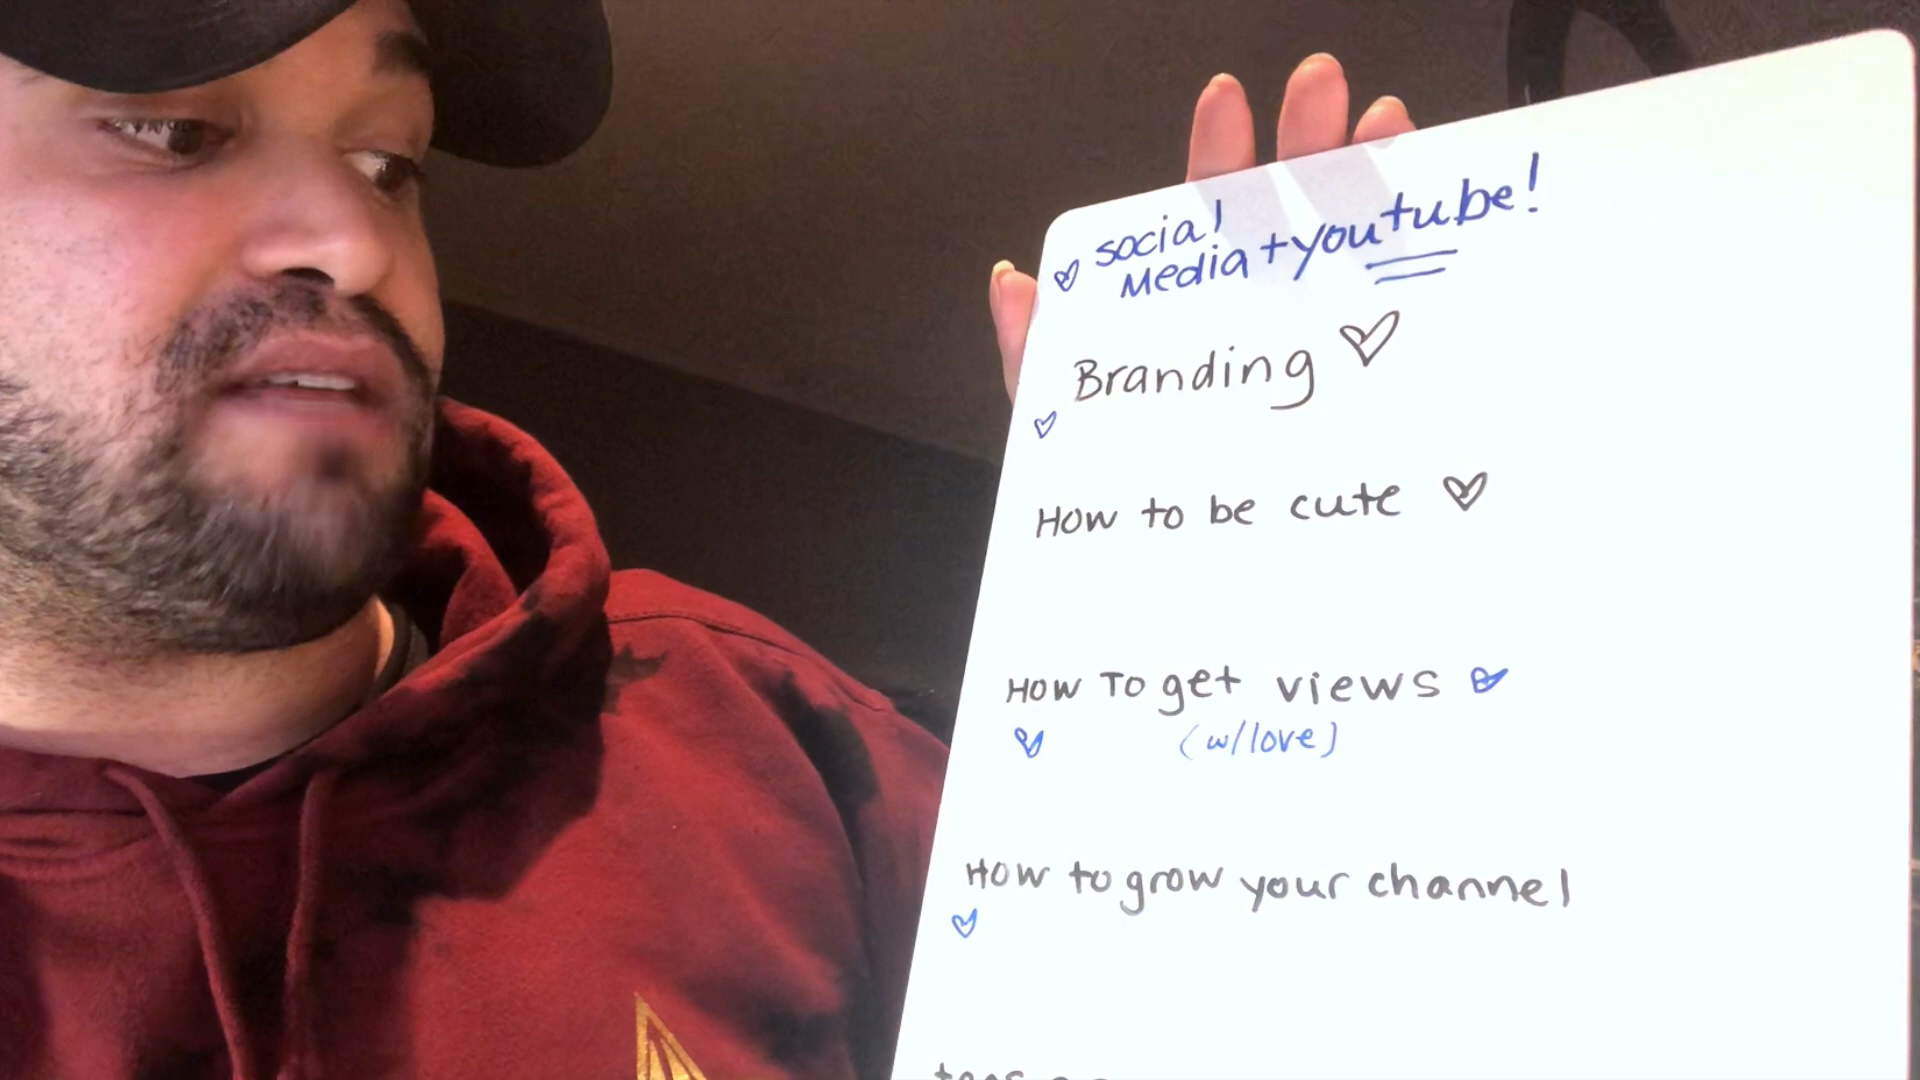 social
Media + youtube!
Branding
How to be cute
How To get views
(w/love)
How to grow your channel